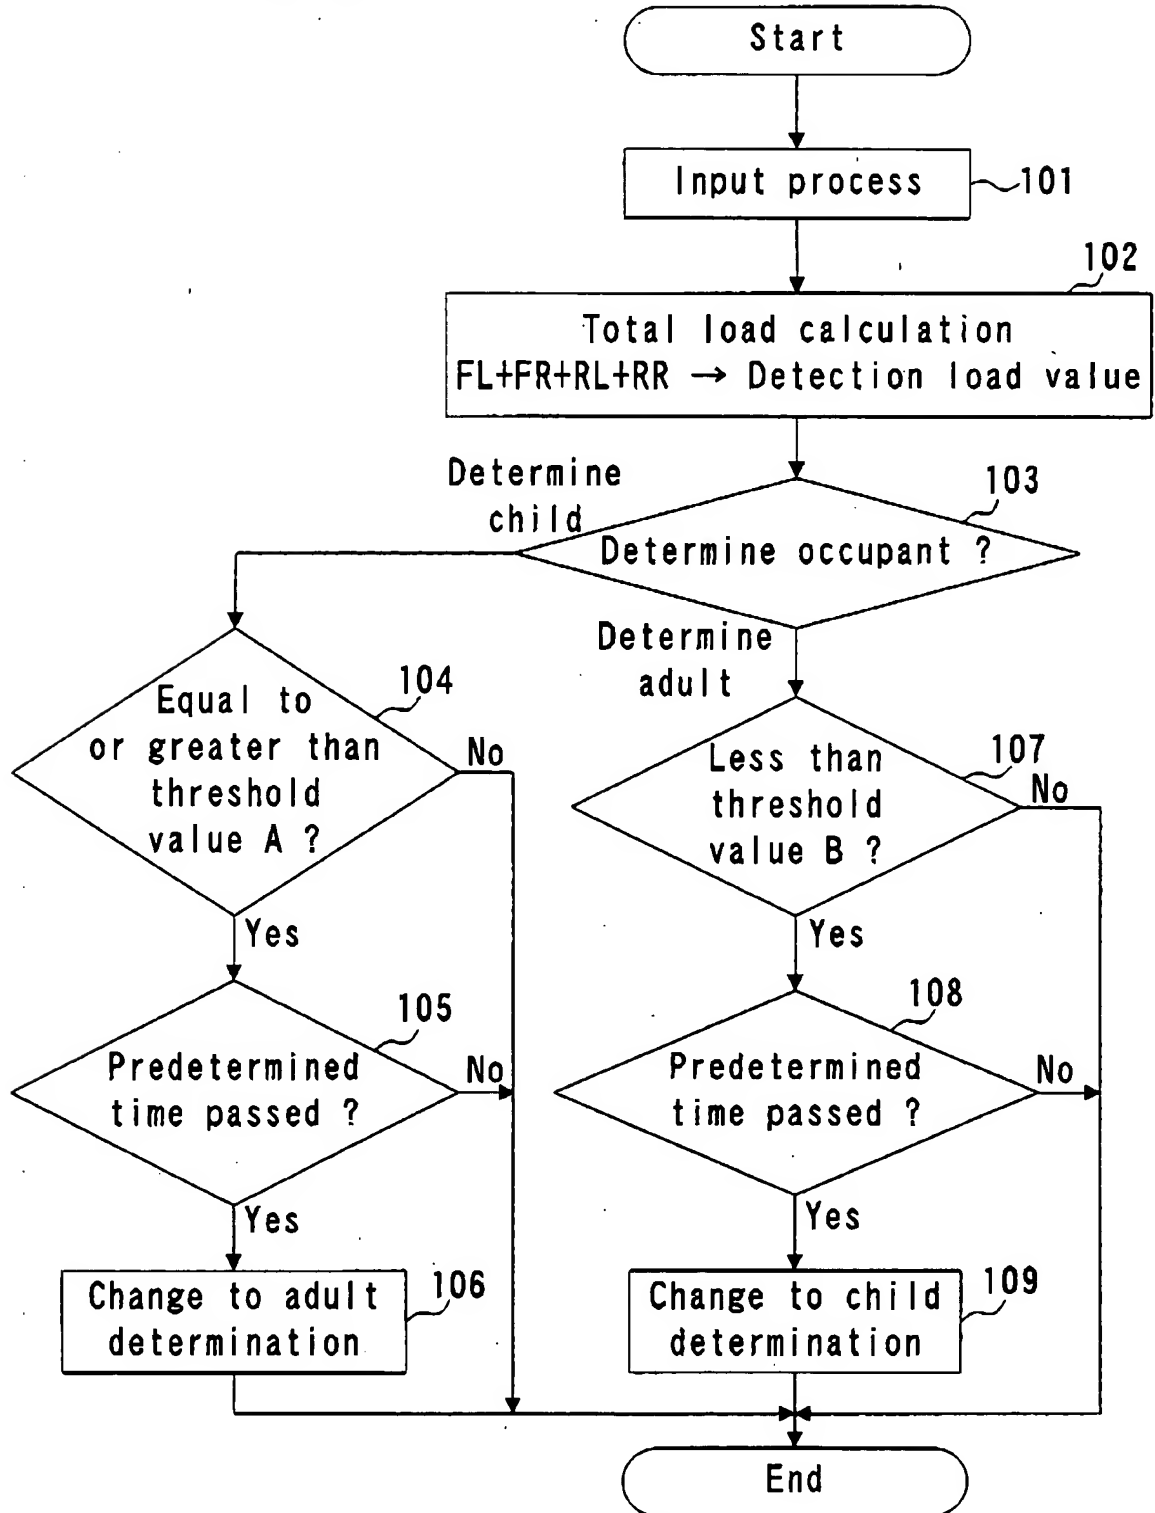 Start
Input process
101
102
Total load calculation
FL+FR+RL+RR → Detection load value
Determine
child
103
Determine occupant ?
Determine
adult
104
Equal to
or greater than
threshold
value A ?
No
107
Less than
threshold
value B ?
No
Yes
Yes
105
Predetermined
time passed ?
No
108
Predetermined
time passed ?
No
Yes
Yes
Change to adult
determination
106
Change to child
determination
109
End